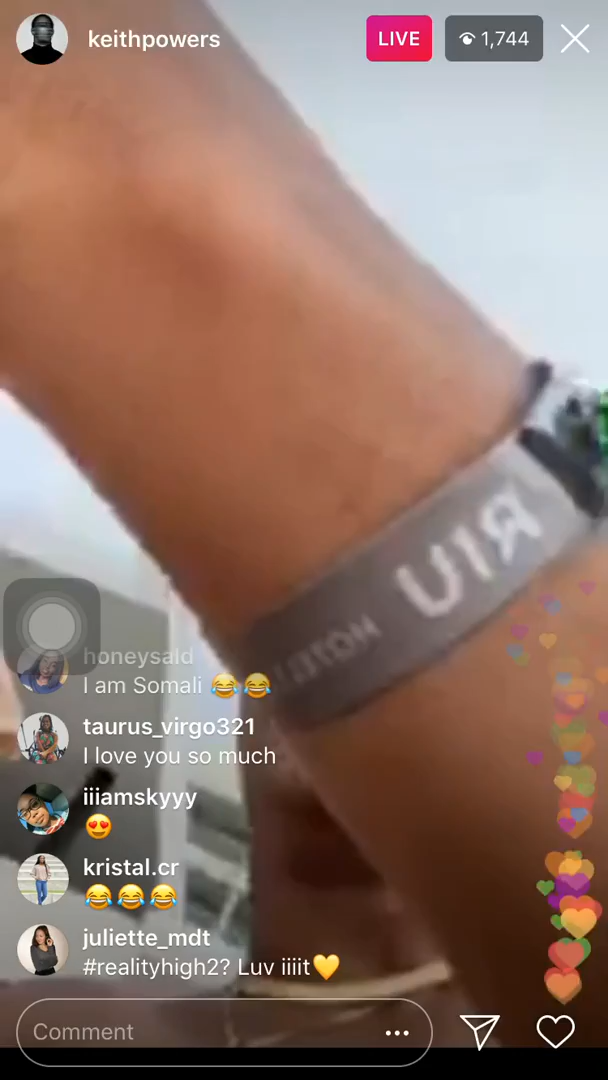 keithpowers
LIVE
1,744
RIU
HOTELS
honeysald
I am Somali 😂😂
taurus_virgo321
I love you so much
iiiamskyyy
😍
kristal.cr
😂😂😂
juliette_mdt
#realityhigh2? Luv iiiit💛
Comment